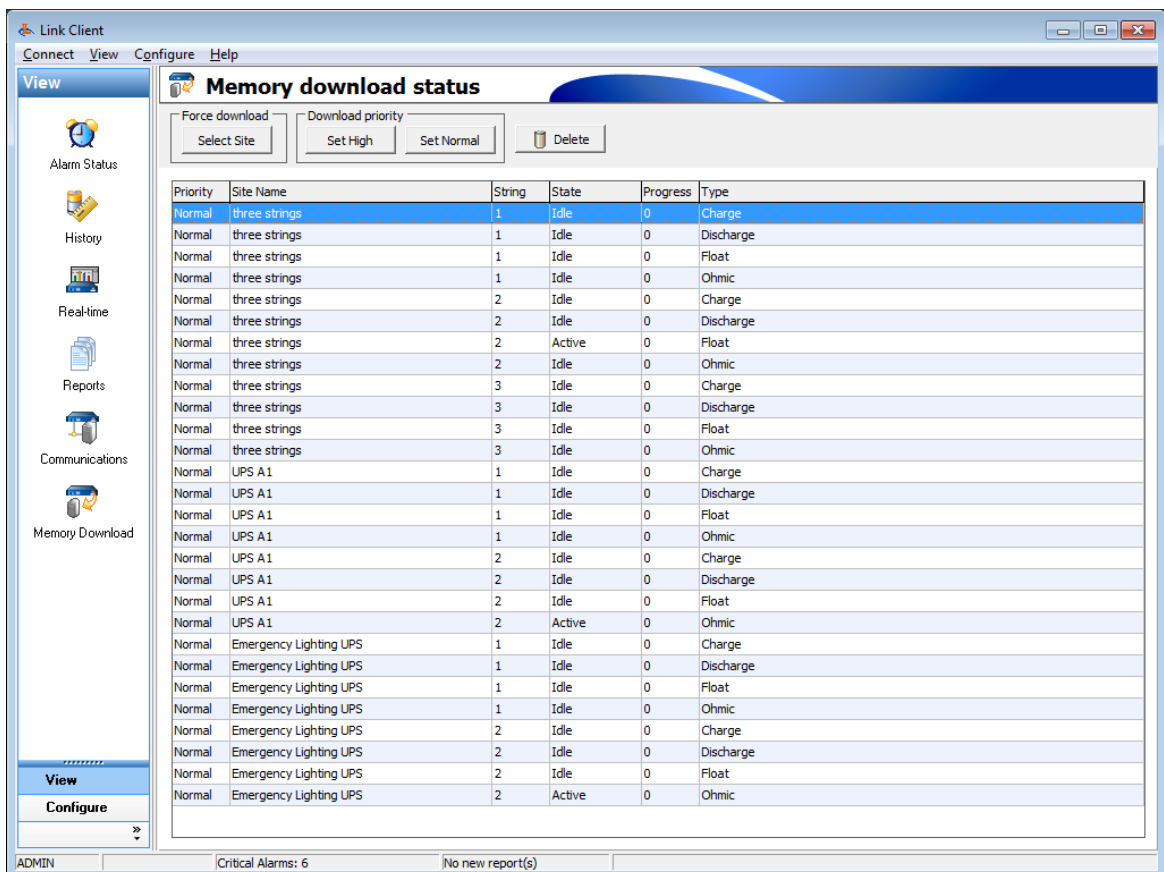 Link Client
Connect View Configure Help
View
Memory download status
Force download
Download priority
Select Site
Set High
Set Normal
Delete
Alarm Status
History
Real-time
Reports
Communications
Memory Download
Priority Site Name String State Progress Type
Normal three strings 1 Idle 0 Charge
Normal three strings 1 Idle 0 Discharge
Normal three strings 1 Idle 0 Float
Normal three strings 1 Idle 0 Ohmic
Normal three strings 2 Idle 0 Charge
Normal three strings 2 Idle 0 Discharge
Normal three strings 2 Active 0 Float
Normal three strings 2 Idle 0 Ohmic
Normal three strings 3 Idle 0 Charge
Normal three strings 3 Idle 0 Discharge
Normal three strings 3 Idle 0 Float
Normal three strings 3 Idle 0 Ohmic
Normal UPS A1 1 Idle 0 Charge
Normal UPS A1 1 Idle 0 Discharge
Normal UPS A1 1 Idle 0 Float
Normal UPS A1 1 Idle 0 Ohmic
Normal UPS A1 2 Idle 0 Charge
Normal UPS A1 2 Idle 0 Discharge
Normal UPS A1 2 Idle 0 Float
Normal UPS A1 2 Active 0 Ohmic
Normal Emergency Lighting UPS 1 Idle 0 Charge
Normal Emergency Lighting UPS 1 Idle 0 Discharge
Normal Emergency Lighting UPS 1 Idle 0 Float
Normal Emergency Lighting UPS 1 Idle 0 Ohmic
Normal Emergency Lighting UPS 2 Idle 0 Charge
Normal Emergency Lighting UPS 2 Idle 0 Discharge
Normal Emergency Lighting UPS 2 Idle 0 Float
Normal Emergency Lighting UPS 2 Active 0 Ohmic
View
Configure
ADMIN
Critical Alarms: 6
No new report(s)